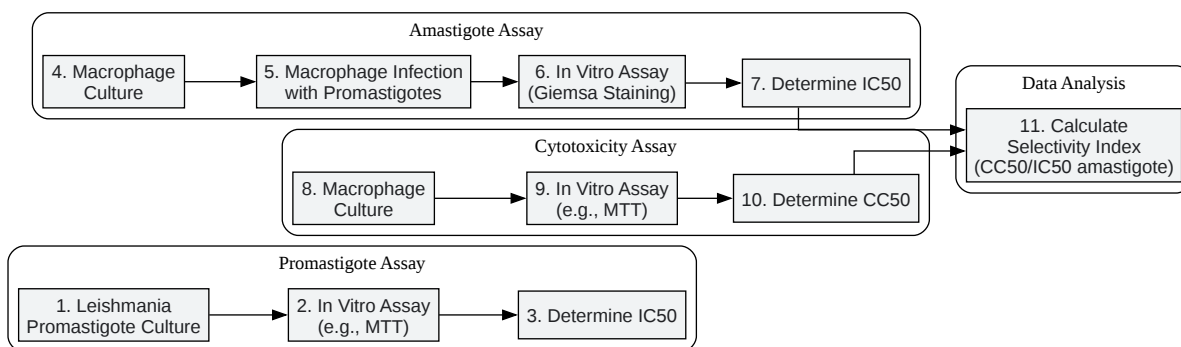 Amastigote Assay
4. Macrophage
Culture
5. Macrophage Infection
with Promastigotes
6. In Vitro Assay
(Giemsa Staining)
7. Determine IC50
Data Analysis
11. Calculate
Selectivity Index
(CC50/IC50 amastigote)
Cytotoxicity Assay
8. Macrophage
Culture
9. In Vitro Assay
(e.g., MTT)
10. Determine CC50
Promastigote Assay
1. Leishmania
Promastigote Culture
2. In Vitro Assay
(e.g., MTT)
3. Determine IC50